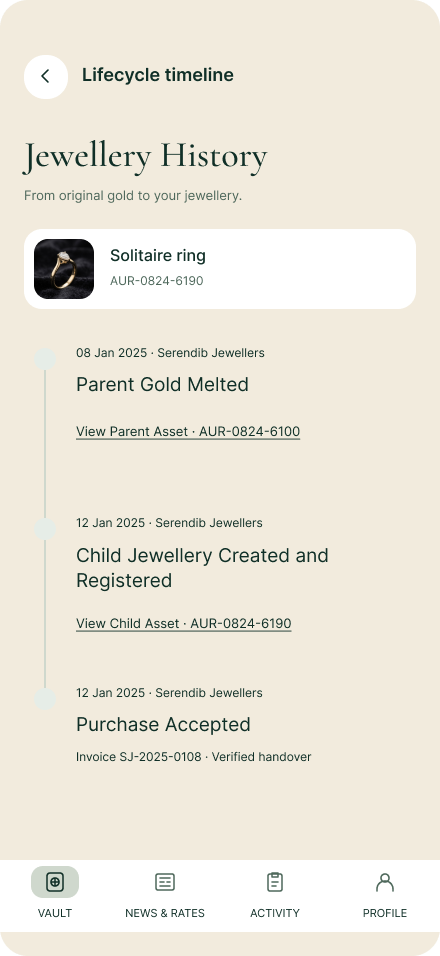 Lifecycle timeline
Jewellery History
From original gold to your jewellery.
Solitaire ring
AUR-0824-6190
08 Jan 2025 · Serendib Jewellers
Parent Gold Melted
View Parent Asset · AUR-0824-6100
12 Jan 2025 · Serendib Jewellers
Child Jewellery Created and
Registered
View Child Asset · AUR-0824-6190
12 Jan 2025 · Serendib Jewellers
Purchase Accepted
Invoice SJ-2025-0108 · Verified handover
VAULT
NEWS & RATES
ACTIVITY
PROFILE